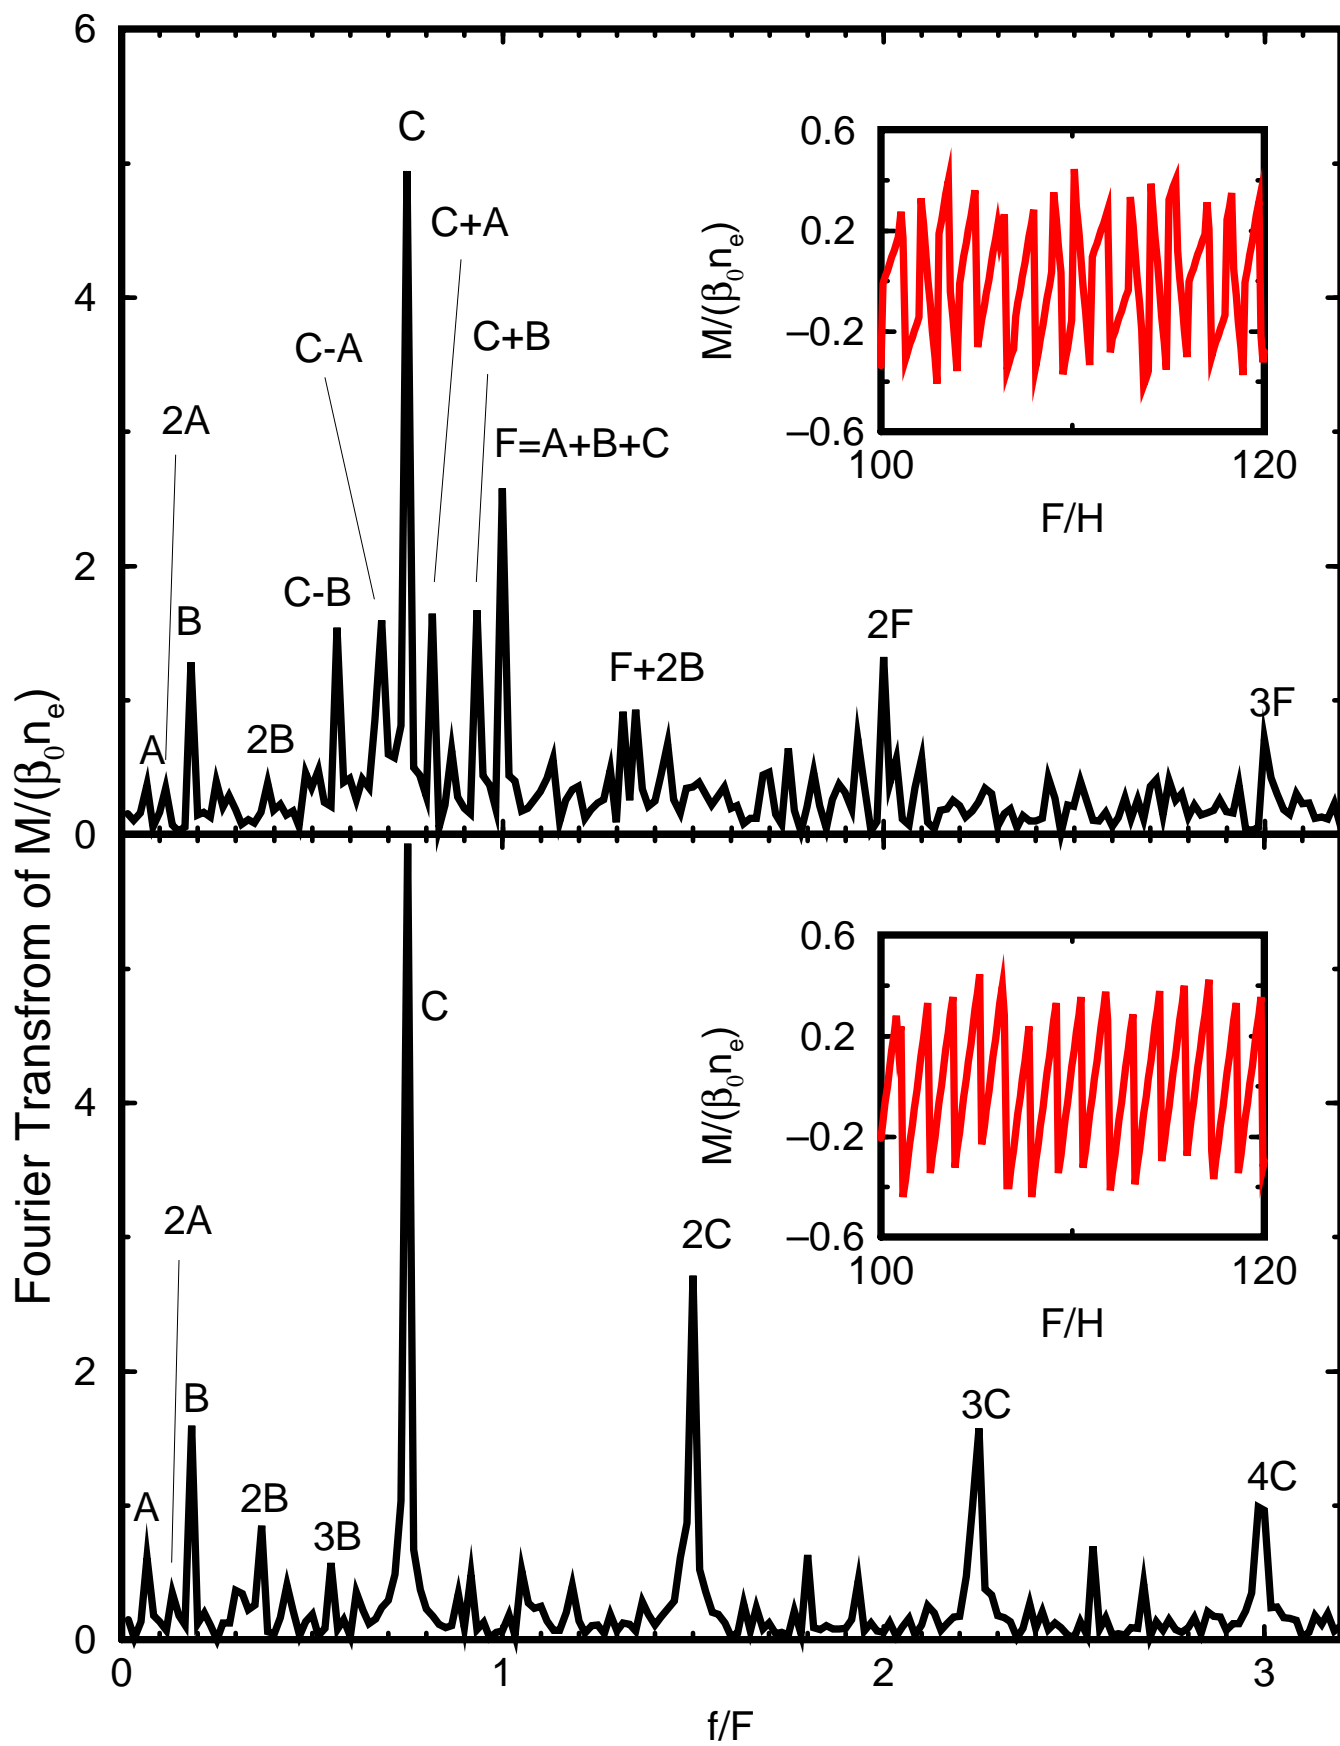 6
C
C+A
C-A
C+B
2A
F=A+B+C
4
C-B
B
2
2B
A
F+2B
2F
3F
0
0.6
0.2
–0.2
–0.6
100
120
M/(β₀nₑ)
F/H
Fourier Transfrom of M/(β₀nₑ)
C
4
2A
2C
2
B
A
2B
3B
3C
4C
0
0.6
0.2
–0.2
–0.6
100
120
M/(β₀nₑ)
F/H
0
1
2
3
f/F